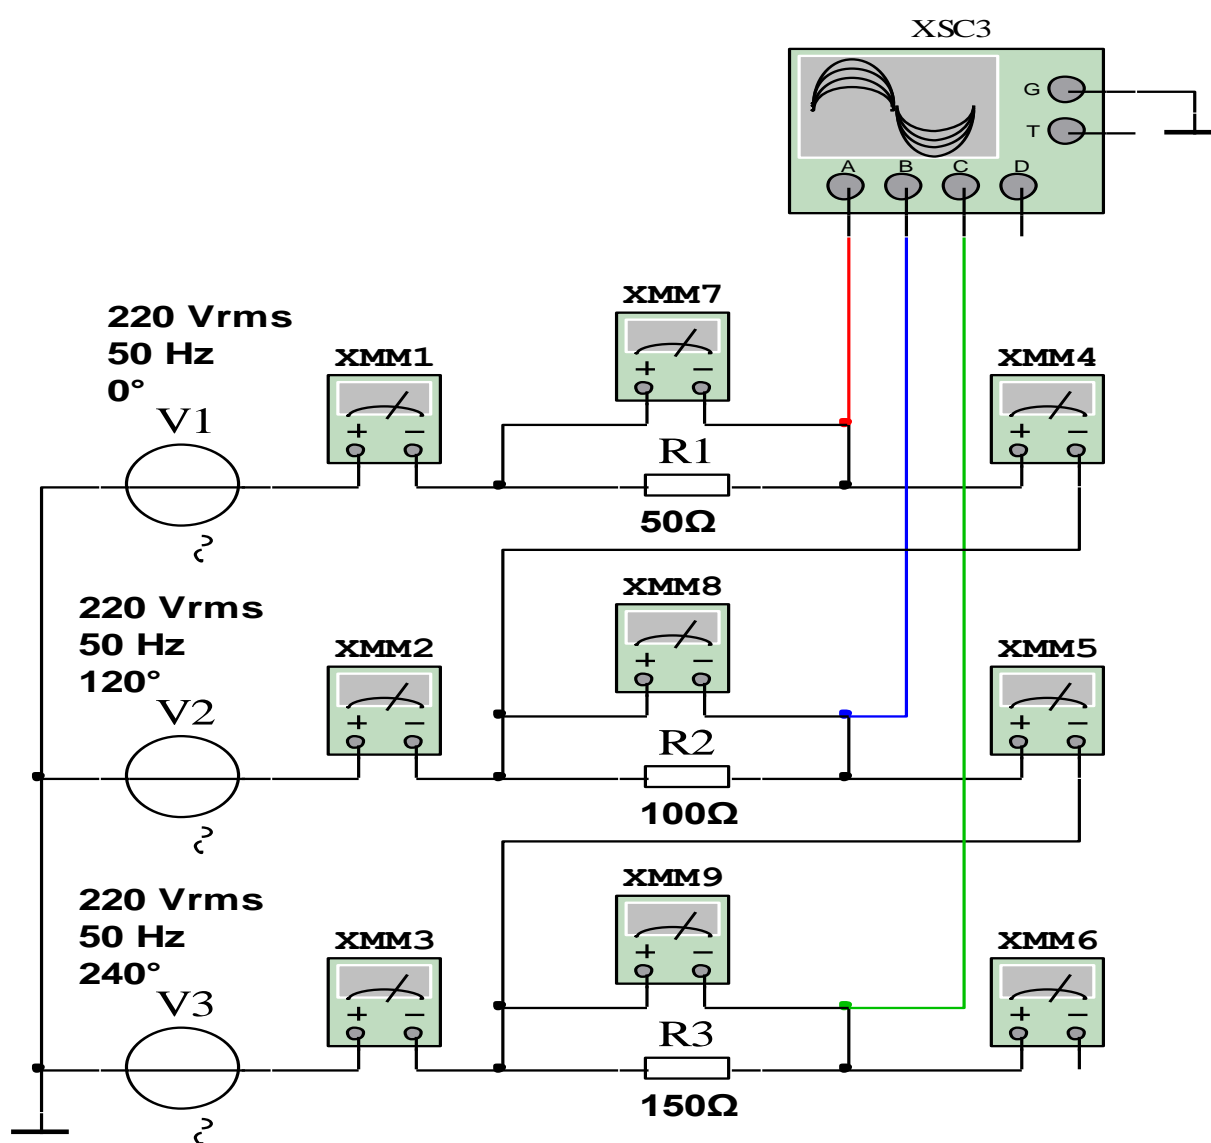 XSC3
G
T
A B C D
XMM7
+ −
220 Vrms
50 Hz
0°
V1
XMM1
+ −
XMM4
+ −
R1
50Ω
XMM8
+ −
220 Vrms
50 Hz
120°
V2
XMM2
+ −
XMM5
+ −
R2
100Ω
XMM9
+ −
220 Vrms
50 Hz
240°
V3
XMM3
+ −
XMM6
+ −
R3
150Ω